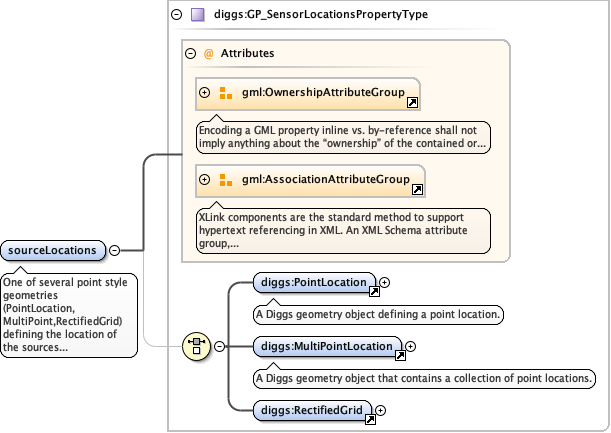 diggs:GP_SensorLocationsPropertyType
@ Attributes
gml:OwnershipAttributeGroup
Encoding a GML property inline vs. by-reference shall not
imply anything about the “ownership” of the contained or...
gml:AssociationAttributeGroup
XLink components are the standard method to support
hypertext referencing in XML. An XML Schema attribute
group,...
sourceLocations
One of several point style
geometries
(PointLocation,
MultiPoint,RectifiedGrid)
defining the location of
the sources...
diggs:PointLocation
A Diggs geometry object defining a point location.
diggs:MultiPointLocation
A Diggs geometry object that contains a collection of point locations.
diggs:RectifiedGrid